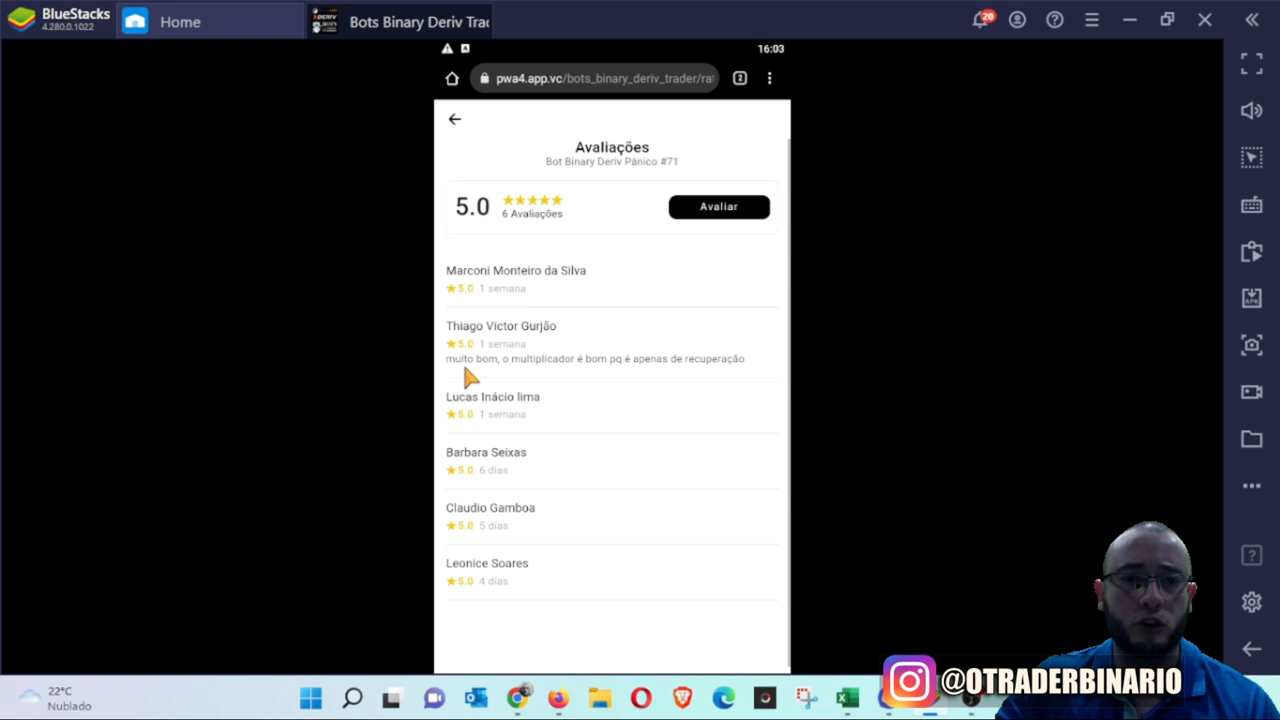 BlueStacks
4.280.0.1022
Home
Bots Binary Deriv Trad
20
16:03
pwa4.app.vc/bots_binary_deriv_trader/rat
2
Avaliações
Bot Binary Deriv Pânico #71
5.0
6 Avaliações
Avaliar
Marconi Monteiro da Silva
★5.0 1 semana
Thiago Victor Gurjão
★5.0 1 semana
muito bom, o multiplicador é bom pq é apenas de recuperação
Lucas Inácio lima
★5.0 1 semana
Barbara Seixas
★5.0 6 dias
Claudio Gamboa
★5.0 5 dias
Leonice Soares
★5.0 4 dias
@OTRADERBINARIO
22°C
Nublado